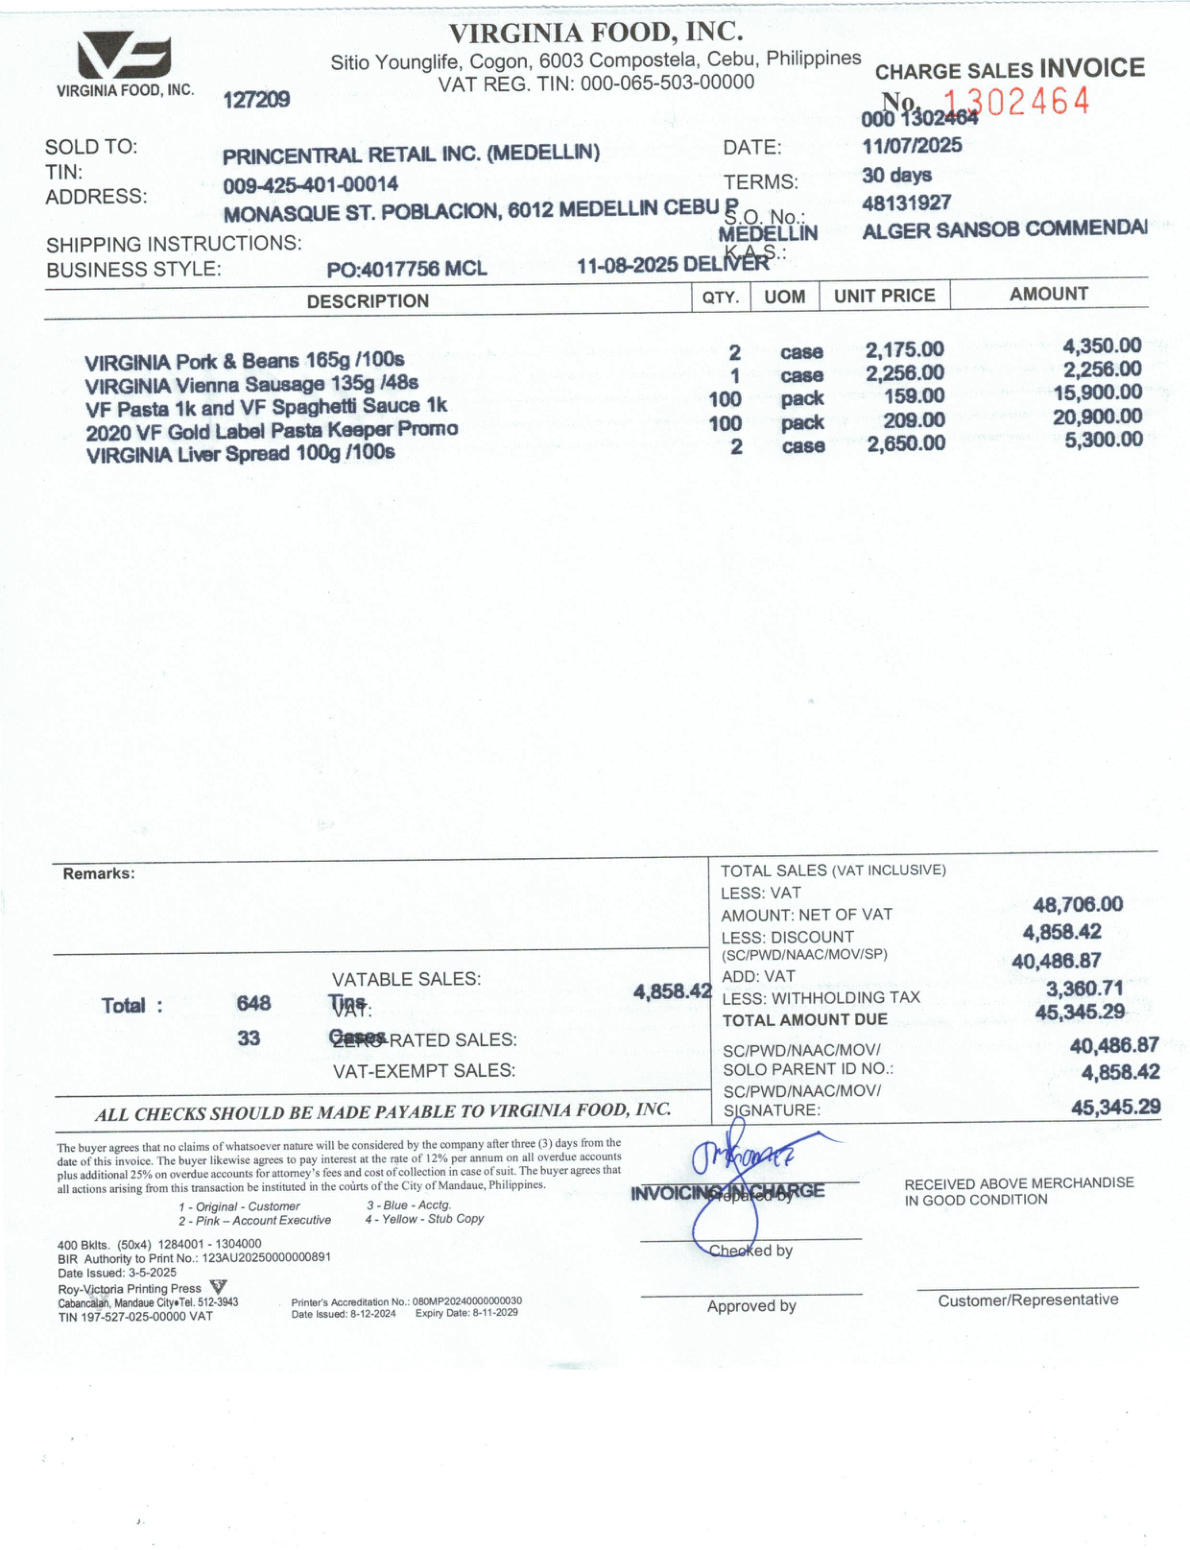 VIRGINIA FOOD, INC.
Sitio Younglife, Cogon, 6003 Compostela, Cebu, Philippines
VAT REG. TIN: 000-065-503-00000
VF
VIRGINIA FOOD, INC.
127209
CHARGE SALES INVOICE
No. 1302464
000 1302464
SOLD TO: PRINCENTRAL RETAIL INC. (MEDELLIN)
DATE: 11/07/2025
TIN: 009-425-401-00014
TERMS: 30 days
ADDRESS: MONASQUE ST. POBLACION, 6012 MEDELLIN CEBU P
S.O. No.: 48131927
MEDELLIN ALGER SANSOB COMMENDA
SHIPPING INSTRUCTIONS:
K.A.S.:
BUSINESS STYLE: PO:4017756 MCL 11-08-2025 DELIVER
DESCRIPTION QTY. UOM UNIT PRICE AMOUNT
VIRGINIA Pork & Beans 165g /100s 2 case 2,175.00 4,350.00
VIRGINIA Vienna Sausage 135g /48s 1 case 2,256.00 2,256.00
VF Pasta 1k and VF Spaghetti Sauce 1k 100 pack 159.00 15,900.00
2020 VF Gold Label Pasta Keeper Promo 100 pack 209.00 20,900.00
VIRGINIA Liver Spread 100g /100s 2 case 2,650.00 5,300.00
Remarks:
TOTAL SALES (VAT INCLUSIVE)
LESS: VAT 48,706.00
AMOUNT: NET OF VAT
LESS: DISCOUNT 4,858.42
(SC/PWD/NAAC/MOV/SP) 40,486.87
ADD: VAT
LESS: WITHHOLDING TAX 3,360.71
TOTAL AMOUNT DUE 45,345.29
SC/PWD/NAAC/MOV/ 40,486.87
SOLO PARENT ID NO.: 4,858.42
SC/PWD/NAAC/MOV/
SIGNATURE: 45,345.29
VATABLE SALES:
4,858.42
Total : 648 Tins
VAT:
33 Cases
ZERO-RATED SALES:
VAT-EXEMPT SALES:
ALL CHECKS SHOULD BE MADE PAYABLE TO VIRGINIA FOOD, INC.
The buyer agrees that no claims of whatsoever nature will be considered by the company after three (3) days from the
date of this invoice. The buyer likewise agrees to pay interest at the rate of 12% per annum on all overdue accounts
plus additional 25% on overdue accounts for attorney's fees and cost of collection in case of suit. The buyer agrees that
all actions arising from this transaction be instituted in the courts of the City of Mandaue, Philippines.
1 - Original - Customer 3 - Blue - Acctg.
2 - Pink – Account Executive 4 - Yellow - Stub Copy
400 Bklts. (50x4) 1284001 - 1304000
BIR Authority to Print No.: 123AU20250000000891
Date Issued: 3-5-2025
Roy-Victoria Printing Press
Cabancalan, Mandaue City•Tel. 512-3943
TIN 197-527-025-00000 VAT
Printer's Accreditation No.: 080MP20240000000030
Date Issued: 8-12-2024 Expiry Date: 8-11-2029
INVOICING IN CHARGE
Prepared by
Checked by
Approved by
RECEIVED ABOVE MERCHANDISE
IN GOOD CONDITION
Customer/Representative